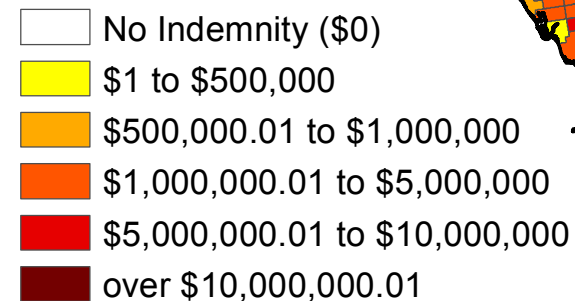 No Indemnity ($0)
$1 to $500,000
$500,000.01 to $1,000,000
$1,000,000.01 to $5,000,000
$5,000,000.01 to $10,000,000
over $10,000,000.01